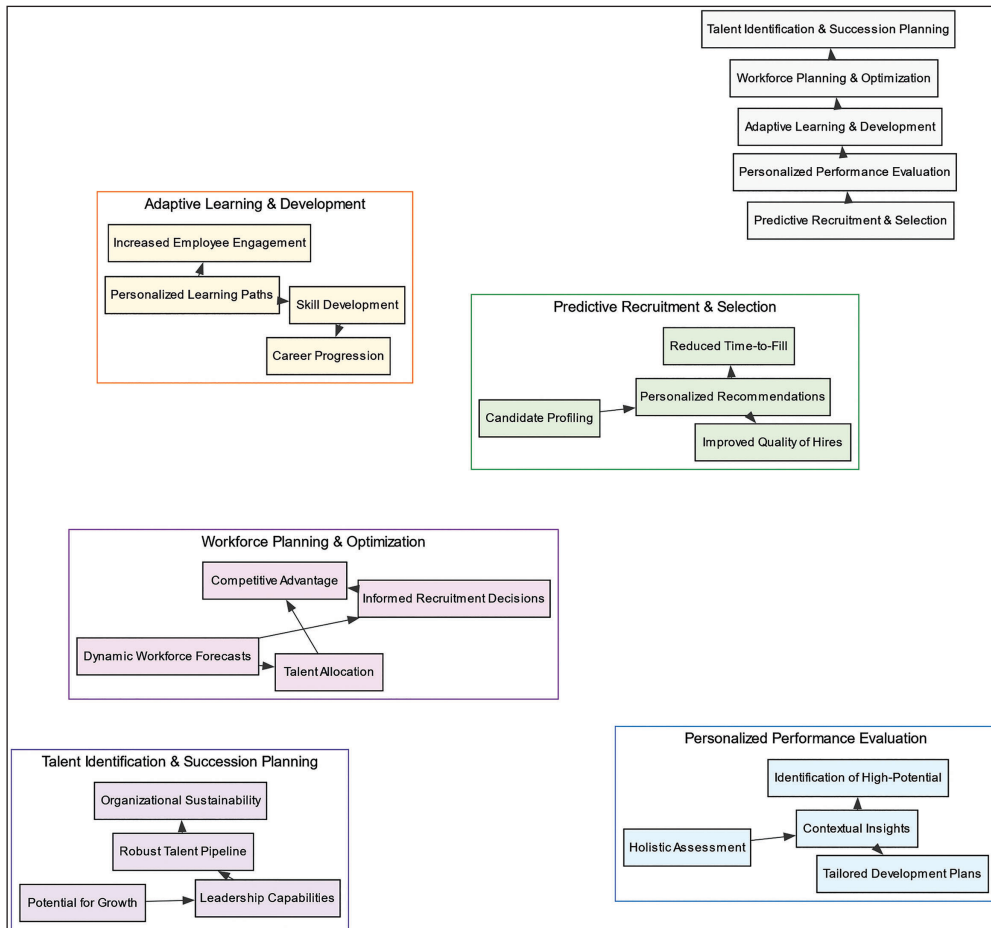 Talent Identification & Succession Planning
Workforce Planning & Optimization
Adaptive Learning & Development
Personalized Performance Evaluation
Predictive Recruitment & Selection
Adaptive Learning & Development
Increased Employee Engagement
Personalized Learning Paths
Skill Development
Career Progression
Predictive Recruitment & Selection
Reduced Time-to-Fill
Personalized Recommendations
Candidate Profiling
Improved Quality of Hires
Workforce Planning & Optimization
Competitive Advantage
Informed Recruitment Decisions
Dynamic Workforce Forecasts
Talent Allocation
Talent Identification & Succession Planning
Organizational Sustainability
Robust Talent Pipeline
Leadership Capabilities
Potential for Growth
Personalized Performance Evaluation
Identification of High-Potential
Contextual Insights
Holistic Assessment
Tailored Development Plans